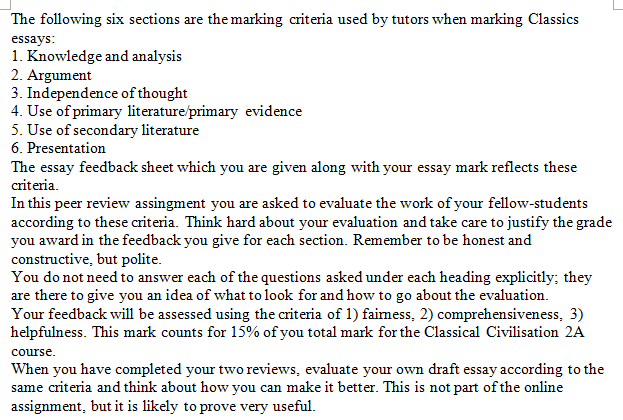 The following six sections are the marking criteria used by tutors when marking Classics
essays:
1. Knowledge and analysis
2. Argument
3. Independence of thought
4. Use of primary literature/primary evidence
5. Use of secondary literature
6. Presentation
The essay feedback sheet which you are given along with your essay mark reflects these
criteria.
In this peer review assingment you are asked to evaluate the work of your fellow-students
according to these criteria. Think hard about your evaluation and take care to justify the grade
you award in the feedback you give for each section. Remember to be honest and
constructive, but polite.
You do not need to answer each of the questions asked under each heading explicitly; they
are there to give you an idea of what to look for and how to go about the evaluation.
Your feedback will be assessed using the criteria of 1) fairness, 2) comprehensiveness, 3)
helpfulness. This mark counts for 15% of you total mark for the Classical Civilisation 2A
course.
When you have completed your two reviews, evaluate your own draft essay according to the
same criteria and think about how you can make it better. This is not part of the online
assignment, but it is likely to prove very useful.